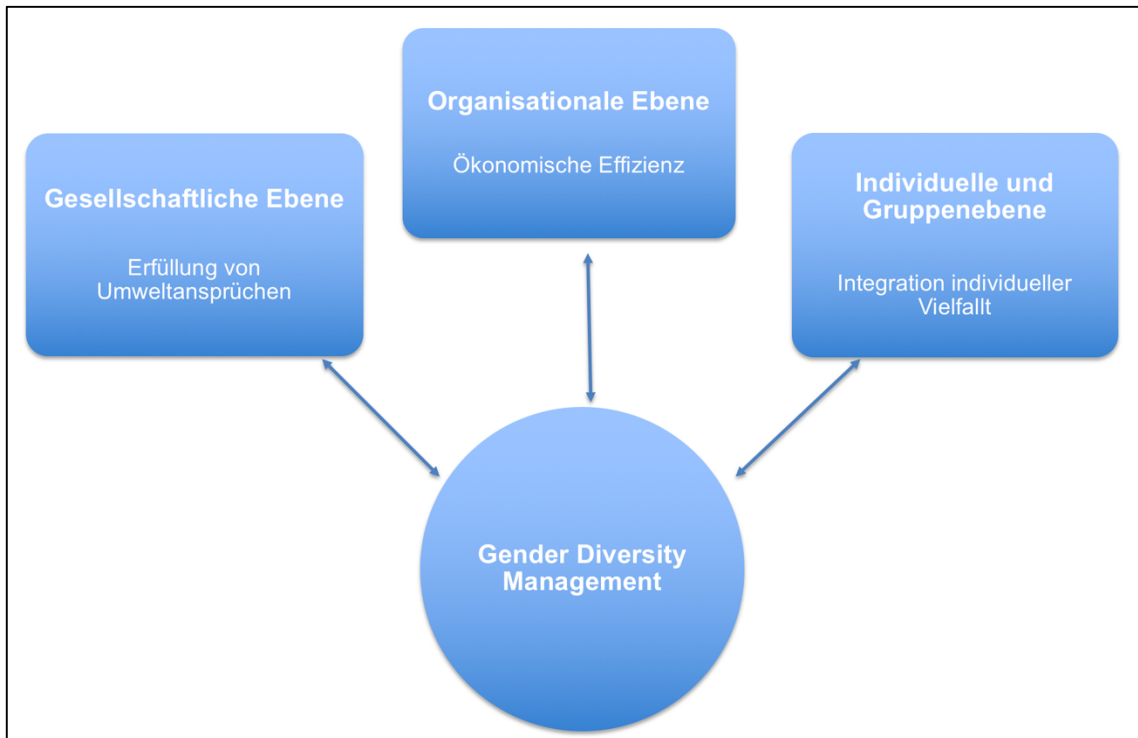 Organisationale Ebene
Ökonomische Effizienz
Gesellschaftliche Ebene
Erfüllung von
Umweltansprüchen
Individuelle und
Gruppenebene
Integration individueller
Vielfallt
Gender Diversity
Management